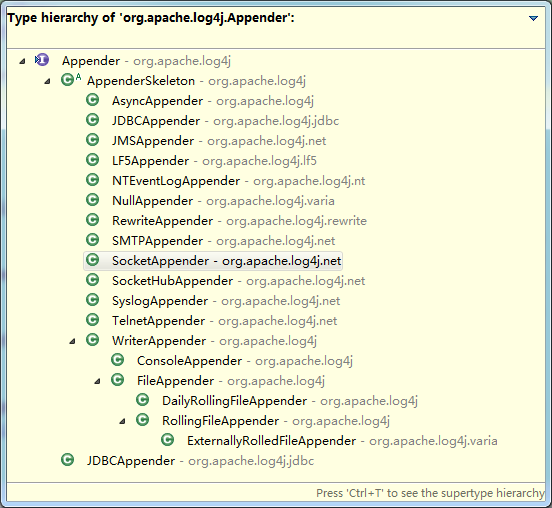 Type hierarchy of 'org.apache.log4j.Appender':
Appender - org.apache.log4j
AppenderSkeleton - org.apache.log4j
AsyncAppender - org.apache.log4j
JDBCAppender - org.apache.log4j.jdbc
JMSAppender - org.apache.log4j.net
LF5Appender - org.apache.log4j.lf5
NTEventLogAppender - org.apache.log4j.nt
NullAppender - org.apache.log4j.varia
RewriteAppender - org.apache.log4j.rewrite
SMTPAppender - org.apache.log4j.net
SocketAppender - org.apache.log4j.net
SocketHubAppender - org.apache.log4j.net
SyslogAppender - org.apache.log4j.net
TelnetAppender - org.apache.log4j.net
WriterAppender - org.apache.log4j
ConsoleAppender - org.apache.log4j
FileAppender - org.apache.log4j
DailyRollingFileAppender - org.apache.log4j
RollingFileAppender - org.apache.log4j
ExternallyRolledFileAppender - org.apache.log4j.varia
JDBCAppender - org.apache.log4j.jdbc
Press 'Ctrl+T' to see the supertype hierarchy